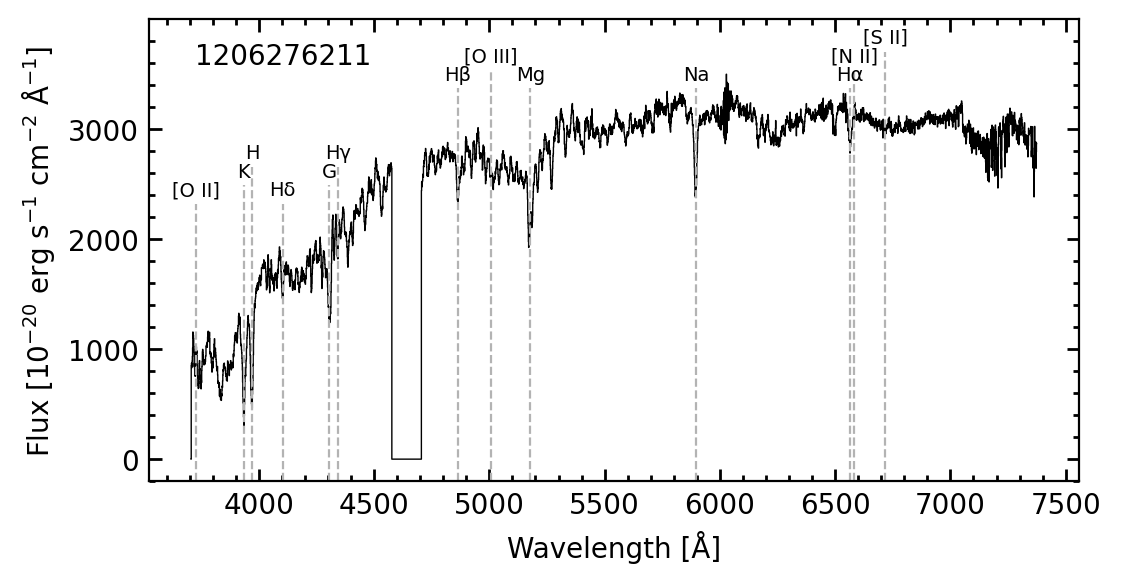 1206276211
[S II]
[O III]
[N II]
Hβ
Mg
Na
Hα
H
Hγ
K
G
[O II]
Hδ
3000
2000
1000
0
Flux [10⁻²⁰ erg s⁻¹ cm⁻² Å⁻¹]
4000 4500 5000 5500 6000 6500 7000 7500
Wavelength [Å]